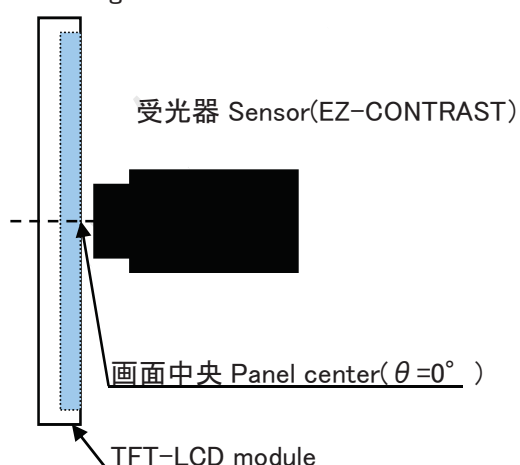 受光器 Sensor(EZ-CONTRAST)
画面中央 Panel center(θ=0°)
TFT-LCD module